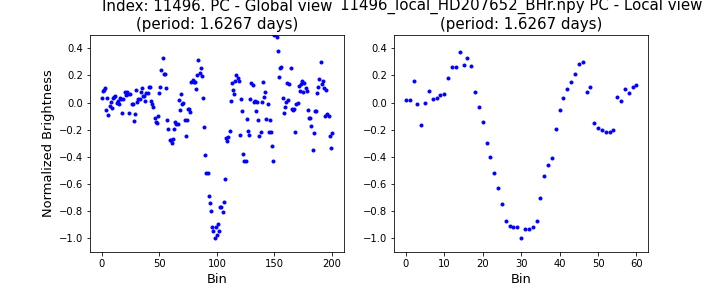 Index: 11496. PC - Global view
(period: 1.6267 days)
11496_local_HD207652_BHr.npy PC - Local view
(period: 1.6267 days)
Normalized Brightness
0.4
0.2
0.0
−0.2
−0.4
−0.6
−0.8
−1.0
0 50 100 150 200
Bin
0.4
0.2
0.0
−0.2
−0.4
−0.6
−0.8
−1.0
0 10 20 30 40 50 60
Bin